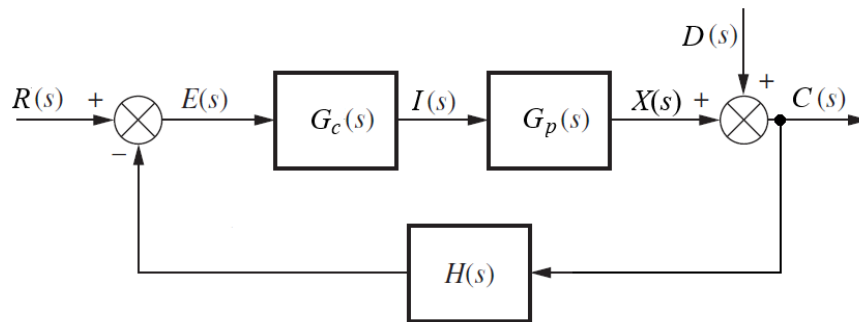 D(s)
R(s) + E(s) G_c(s) I(s) G_p(s) X(s) + + C(s)
−
H(s)